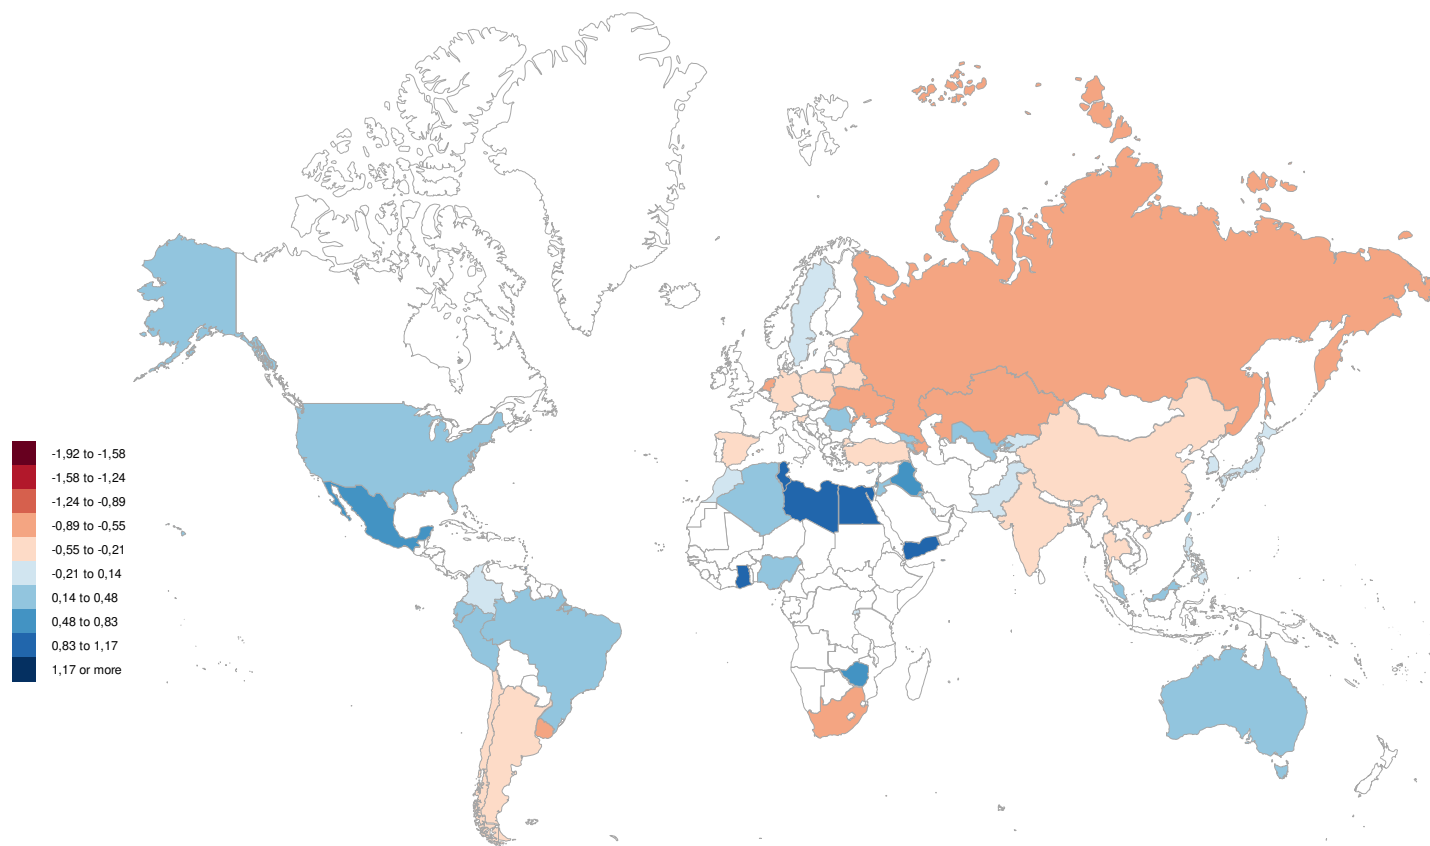 -1,92 to -1,58
-1,58 to -1,24
-1,24 to -0,89
-0,89 to -0,55
-0,55 to -0,21
-0,21 to 0,14
0,14 to 0,48
0,48 to 0,83
0,83 to 1,17
1,17 or more